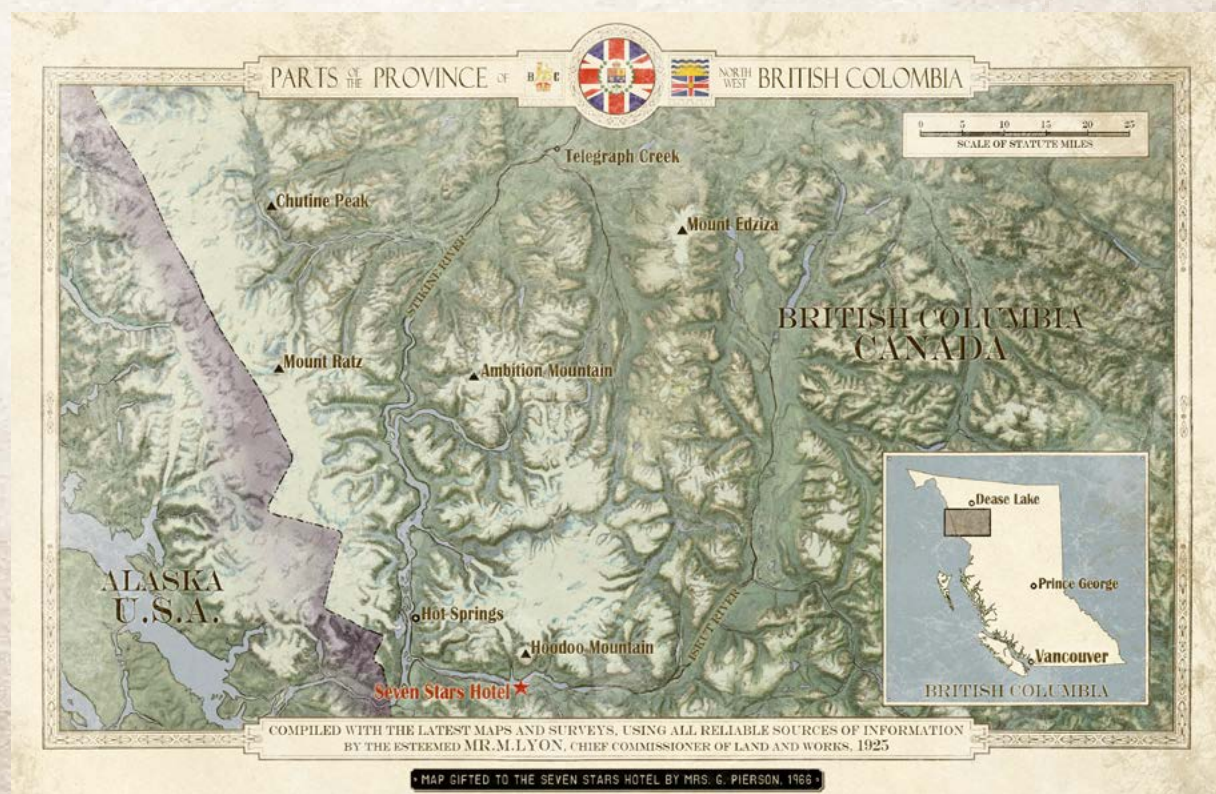 PARTS OF THE PROVINCE OF B C NORTH WEST BRITISH COLOMBIA
0 5 10 15 20 25
SCALE OF STATUTE MILES
Telegraph Creek
Chutine Peak
Mount Edziza
STIKINE RIVER
BRITISH COLUMBIA
CANADA
Mount Ratz
Ambition Mountain
Dease Lake
ALASKA
U.S.A.
Prince George
Hot Springs
ISKUT RIVER
Hoodoo Mountain
Vancouver
Seven Stars Hotel
BRITISH COLUMBIA
COMPILED WITH THE LATEST MAPS AND SURVEYS, USING ALL RELIABLE SOURCES OF INFORMATION
BY THE ESTEEMED MR.M.LYON, CHIEF COMMISSIONER OF LAND AND WORKS, 1925
MAP GIFTED TO THE SEVEN STARS HOTEL BY MRS. G. PIERSON, 1966